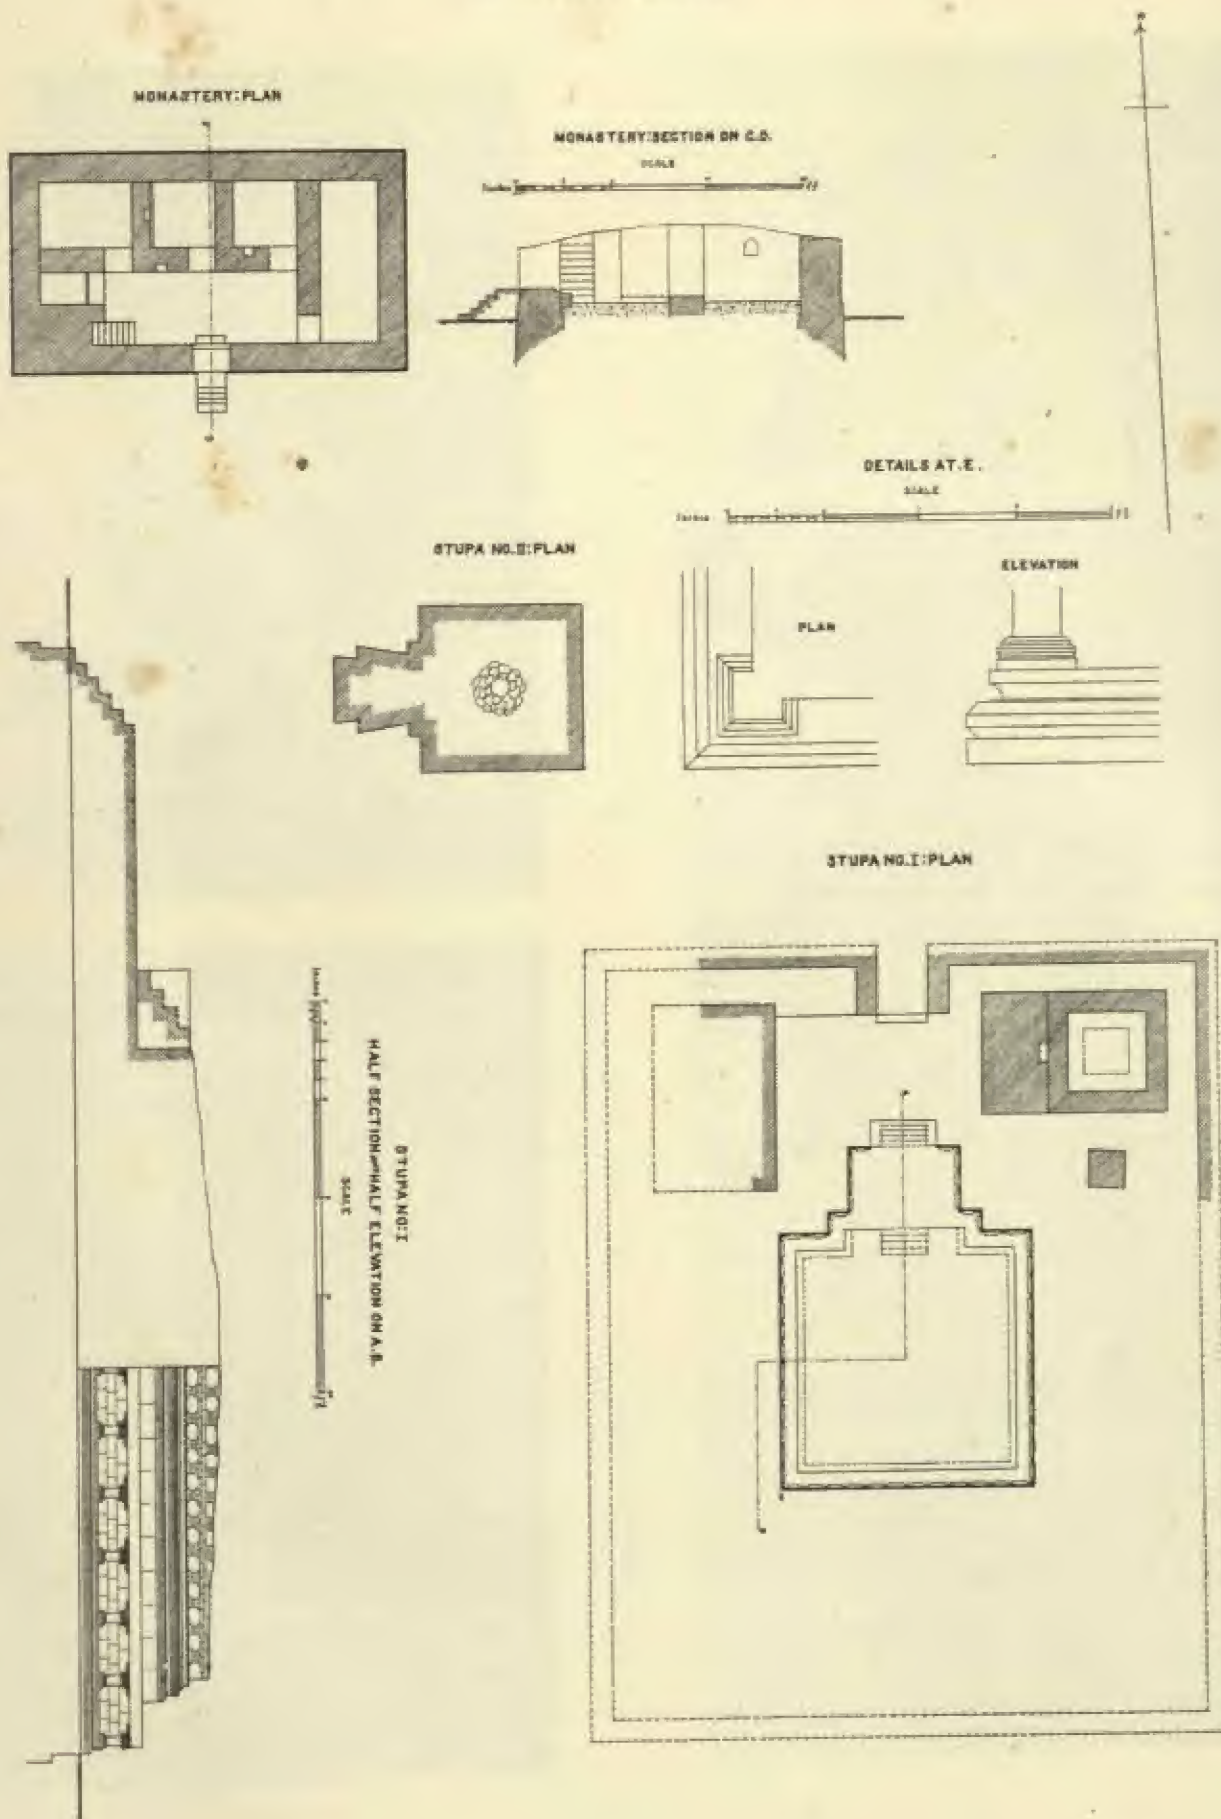 MONASTERY: PLAN
MONASTERY: SECTION ON C.D.
SCALE
DETAILS AT. E.
SCALE
STUPA NO. II: PLAN
PLAN
ELEVATION
STUPA NO. I: PLAN
STUPA NO: I
HALF SECTION AND HALF ELEVATION ON A.B.
SCALE